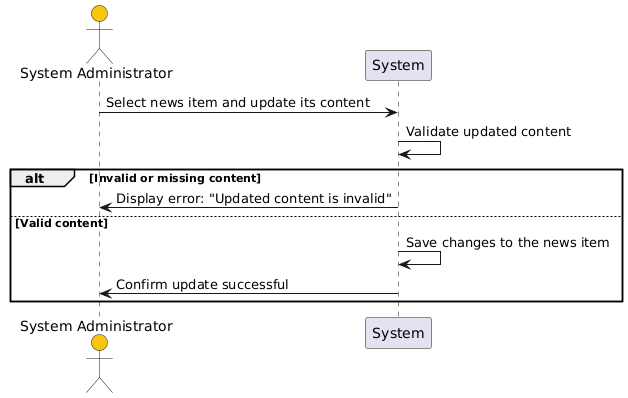 System Administrator
System
Select news item and update its content
Validate updated content
alt [Invalid or missing content]
Display error: "Updated content is invalid"
[Valid content]
Save changes to the news item
Confirm update successful
System Administrator
System